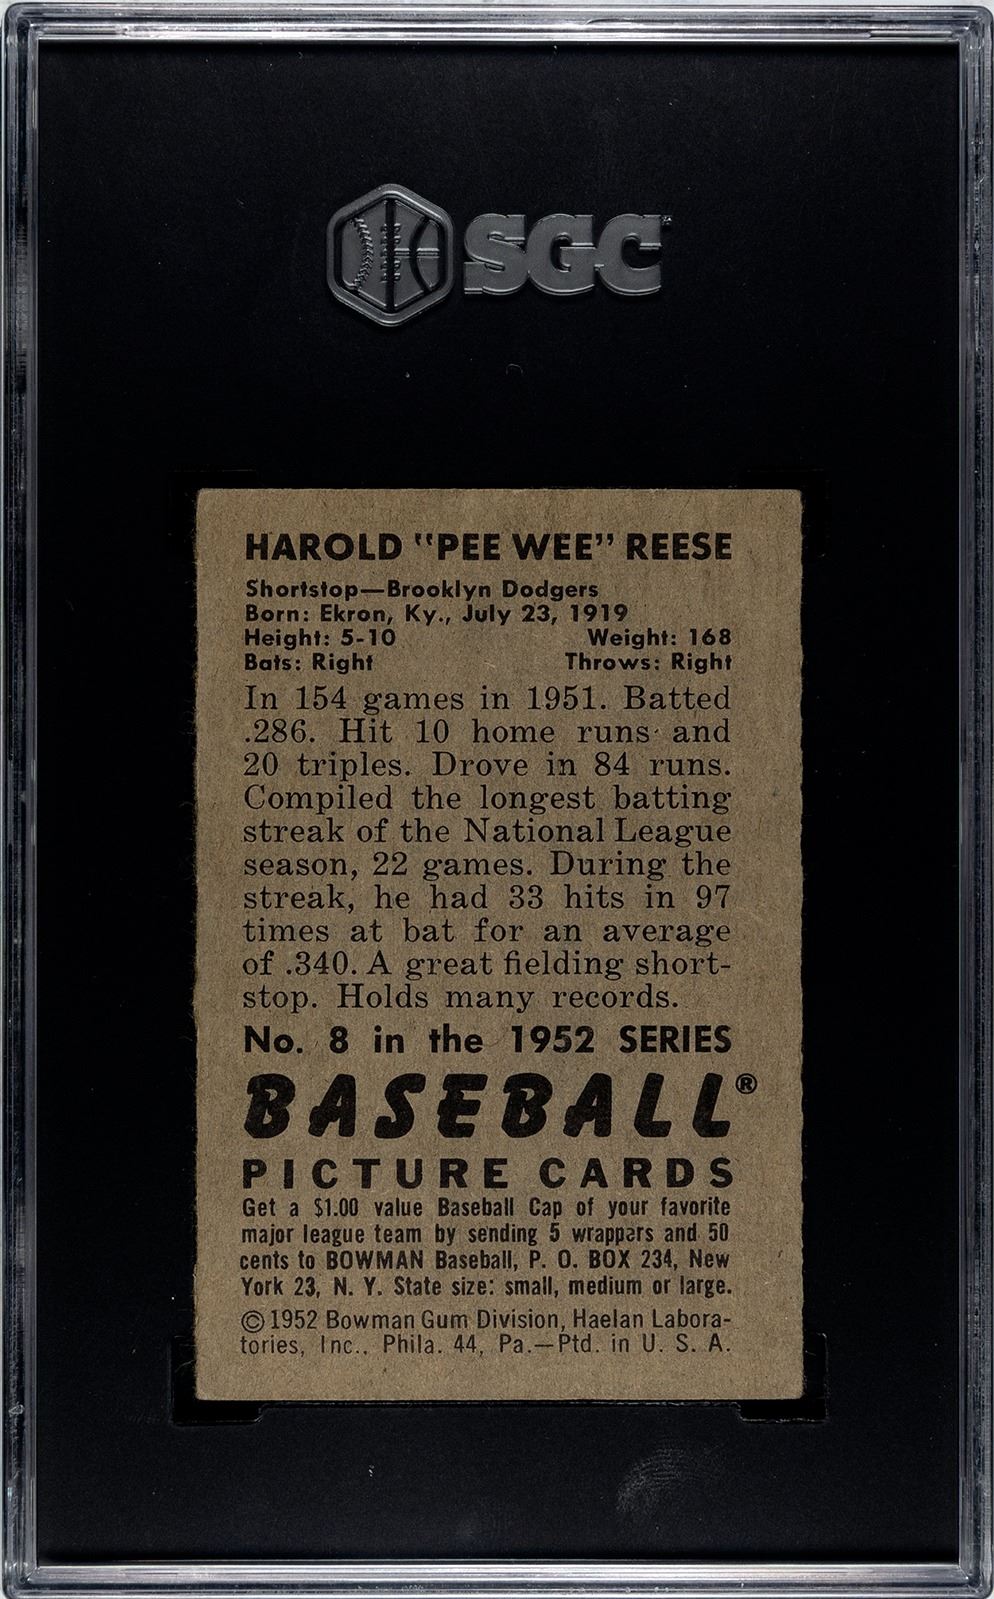 SGC
HAROLD "PEE WEE" REESE
Shortstop—Brooklyn Dodgers
Born: Ekron, Ky., July 23, 1919
Height: 5-10 Weight: 168
Bats: Right Throws: Right
In 154 games in 1951. Batted
.286. Hit 10 home runs and
20 triples. Drove in 84 runs.
Compiled the longest batting
streak of the National League
season, 22 games. During the
streak, he had 33 hits in 97
times at bat for an average
of .340. A great fielding short-
stop. Holds many records.
No. 8 in the 1952 SERIES
BASEBALL®
PICTURE CARDS
Get a $1.00 value Baseball Cap of your favorite
major league team by sending 5 wrappers and 50
cents to BOWMAN Baseball, P. O. BOX 234, New
York 23, N. Y. State size: small, medium or large.
©1952 Bowman Gum Division, Haelan Labora-
tories, Inc., Phila. 44, Pa.—Ptd. in U. S. A.